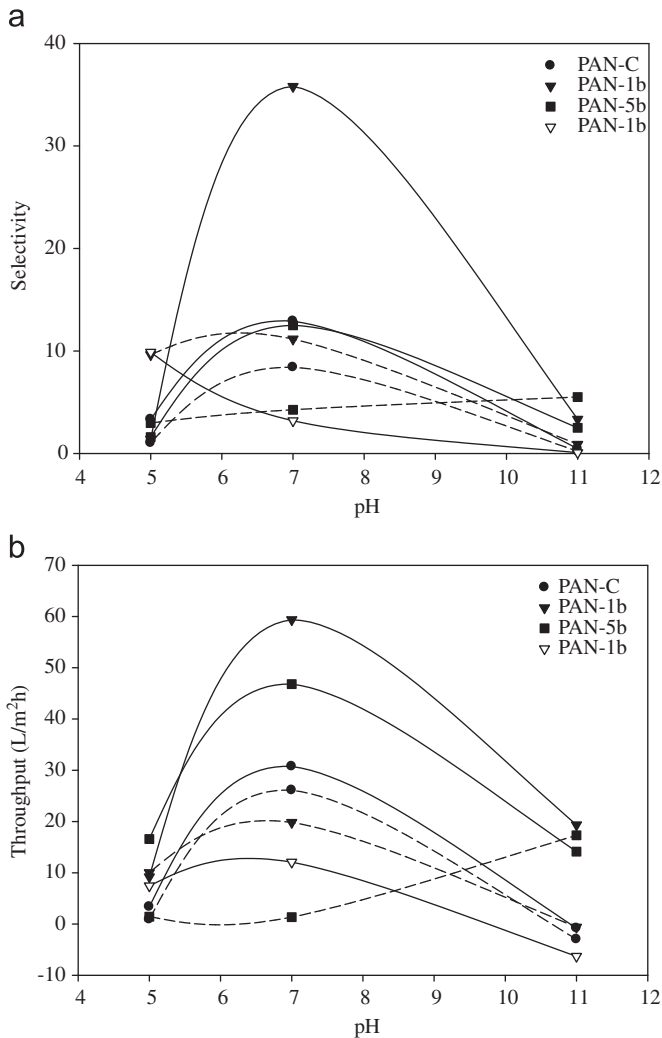 a
40
30
20
10
0
Selectivity
PAN-C
PAN-1b
PAN-5b
PAN-1b
4 5 6 7 8 9 10 11 12
pH
b
70
60
50
40
30
20
10
0
-10
Throughput (L/m²h)
PAN-C
PAN-1b
PAN-5b
PAN-1b
4 5 6 7 8 9 10 11 12
pH